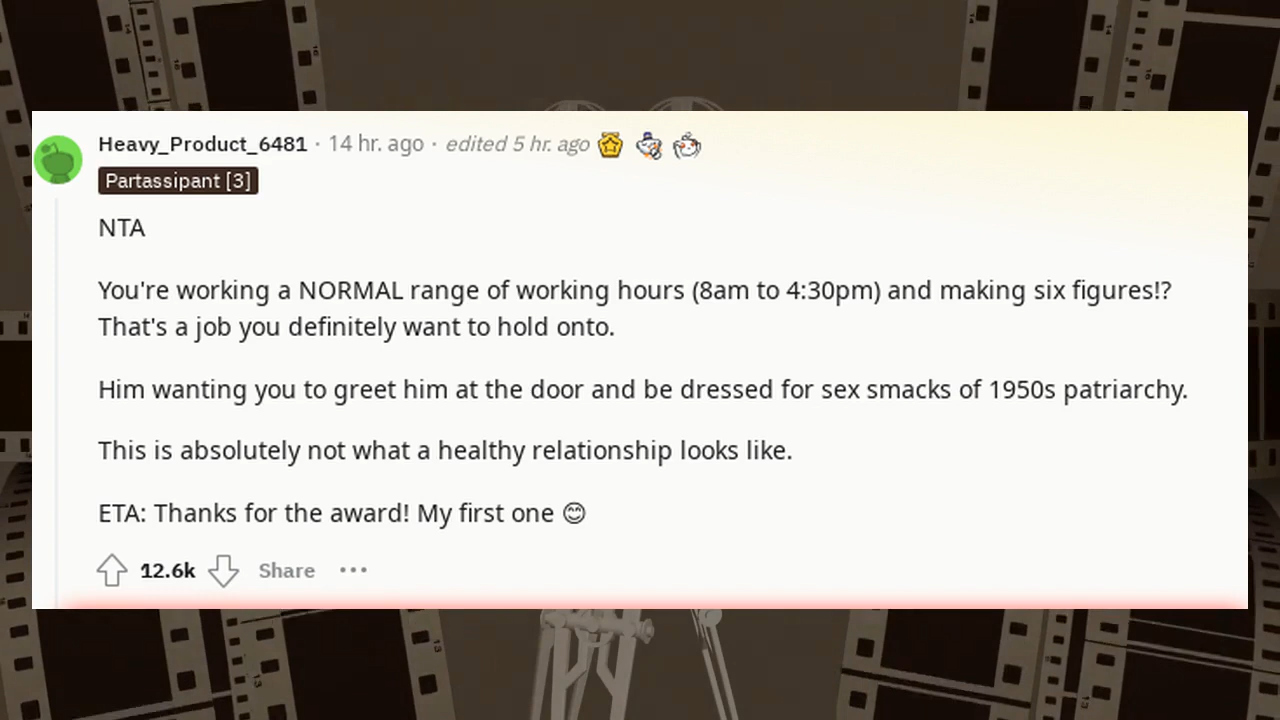 Heavy_Product_6481 · 14 hr. ago · edited 5 hr. ago
Partassipant [3]
NTA
You're working a NORMAL range of working hours (8am to 4:30pm) and making six figures!?
That's a job you definitely want to hold onto.
Him wanting you to greet him at the door and be dressed for sex smacks of 1950s patriarchy.
This is absolutely not what a healthy relationship looks like.
ETA: Thanks for the award! My first one 😊
12.6k Share ···